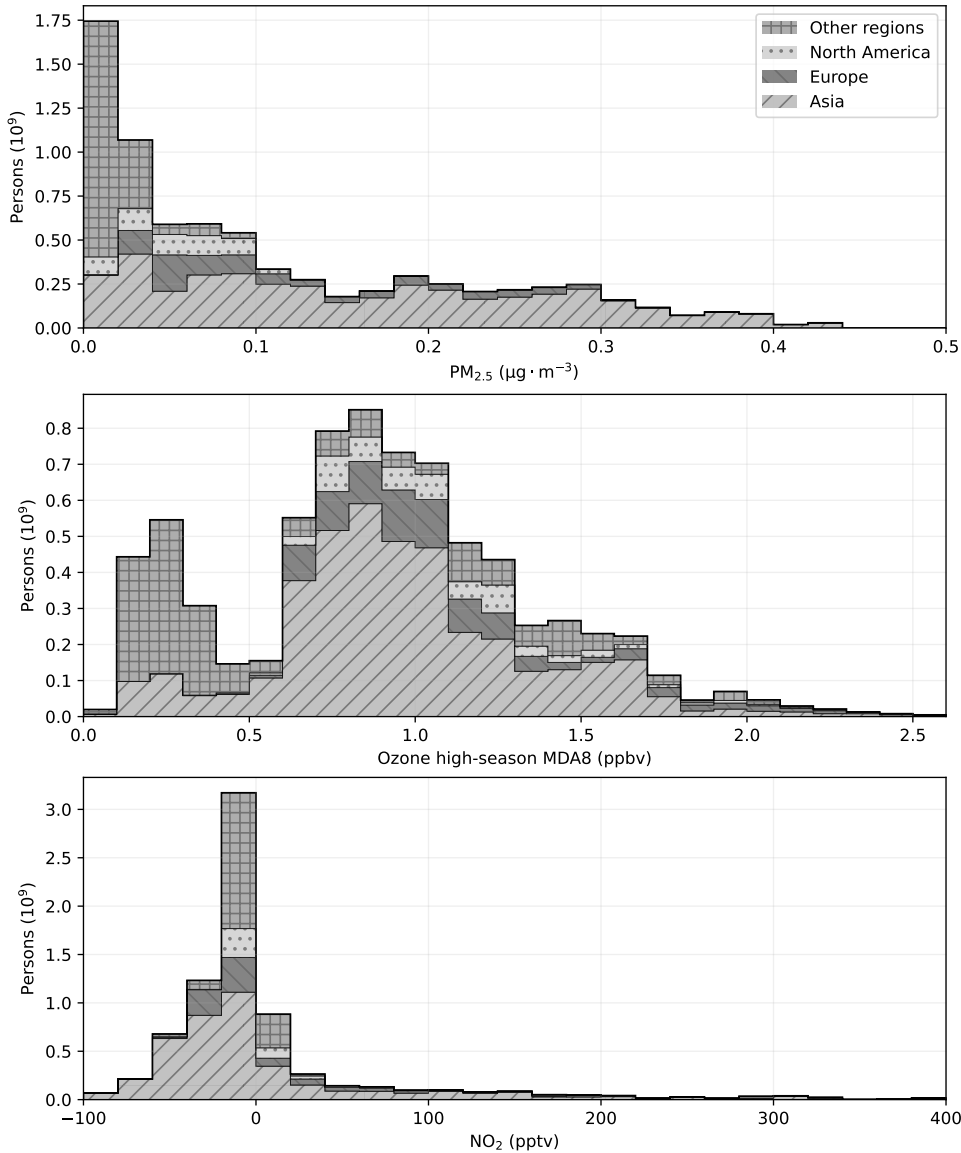 1.75
1.50
1.25
1.00
0.75
0.50
0.25
0.00
Persons (10⁹)
Other regions
North America
Europe
Asia
0.0 0.1 0.2 0.3 0.4 0.5
PM₂.₅ (µg · m⁻³)
0.8
0.7
0.6
0.5
0.4
0.3
0.2
0.1
0.0
Persons (10⁹)
0.0 0.5 1.0 1.5 2.0 2.5
Ozone high-season MDA8 (ppbv)
3.0
2.5
2.0
1.5
1.0
0.5
0.0
Persons (10⁹)
−100 0 100 200 300 400
NO₂ (pptv)